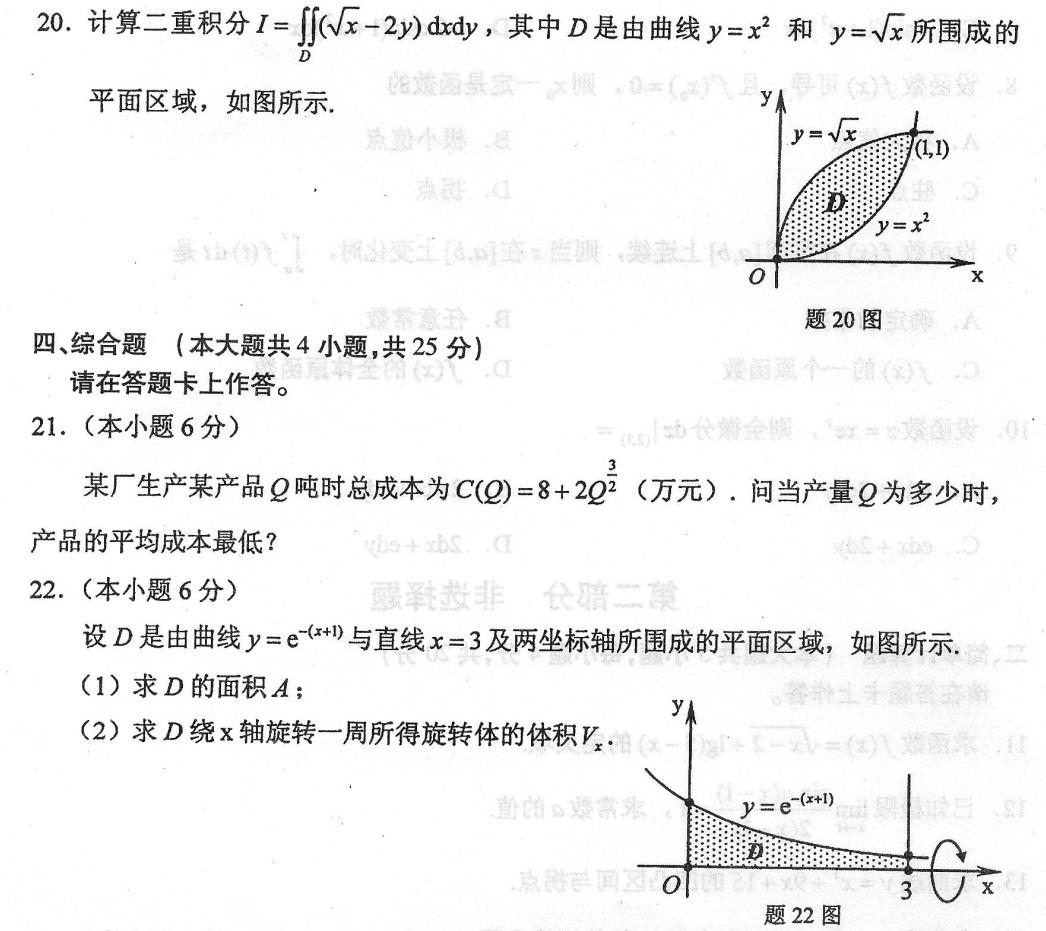 20. 计算二重积分 I = ∬_D (√x − 2y) dxdy，其中 D 是由曲线 y = x² 和 y = √x 所围成的
平面区域，如图所示.
y
y = √x
(1,1)
D
y = x²
O
x
题 20 图
四、综合题 (本大题共 4 小题,共 25 分)
请在答题卡上作答。
21.（本小题 6 分）
某厂生产某产品 Q 吨时总成本为 C(Q) = 8 + 2Q^(3/2)（万元）. 问当产量 Q 为多少时，
产品的平均成本最低？
22.（本小题 6 分）
设 D 是由曲线 y = e^(-(x+1)) 与直线 x = 3 及两坐标轴所围成的平面区域，如图所示.
（1）求 D 的面积 A；
（2）求 D 绕 x 轴旋转一周所得旋转体的体积 Vₓ.
y
y = e^(-(x+1))
D
O
3
x
题 22 图